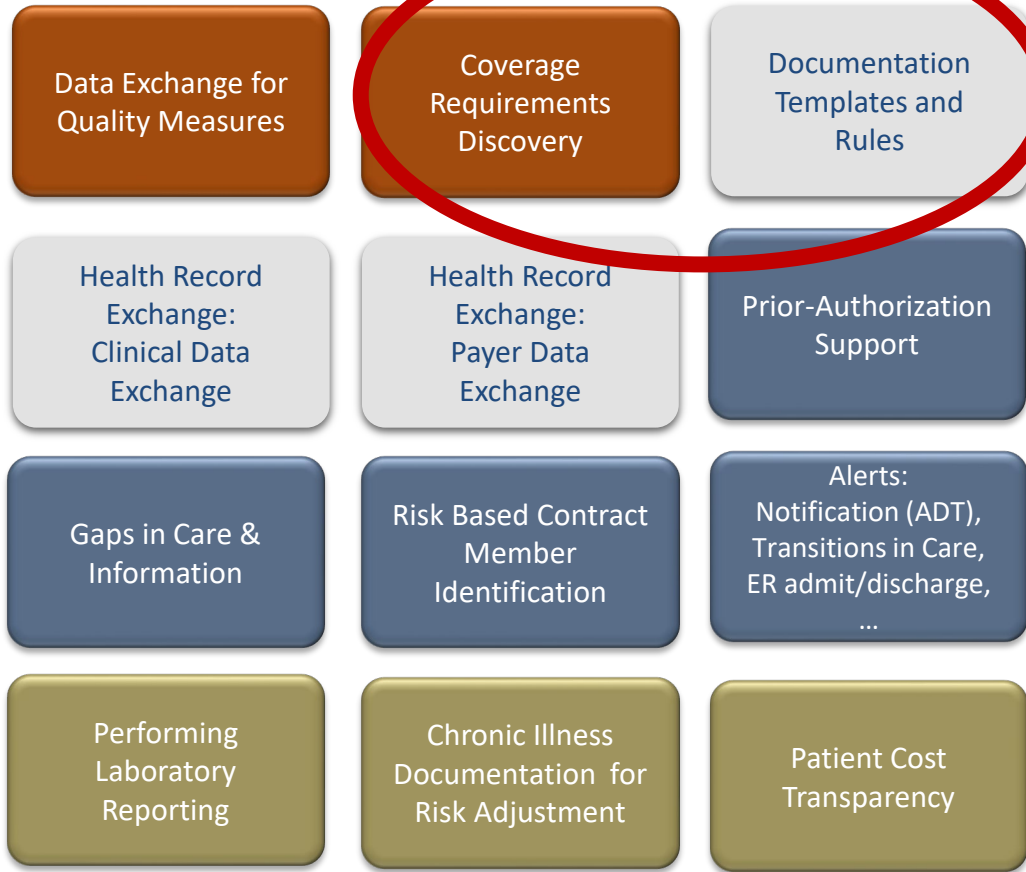 Data Exchange for
Quality Measures
Coverage
Requirements
Discovery
Documentation
Templates and
Rules
Health Record
Exchange:
Clinical Data
Exchange
Health Record
Exchange:
Payer Data
Exchange
Prior-Authorization
Support
Gaps in Care &
Information
Risk Based Contract
Member
Identification
Alerts:
Notification (ADT),
Transitions in Care,
ER admit/discharge,
...
Performing
Laboratory
Reporting
Chronic Illness
Documentation for
Risk Adjustment
Patient Cost
Transparency